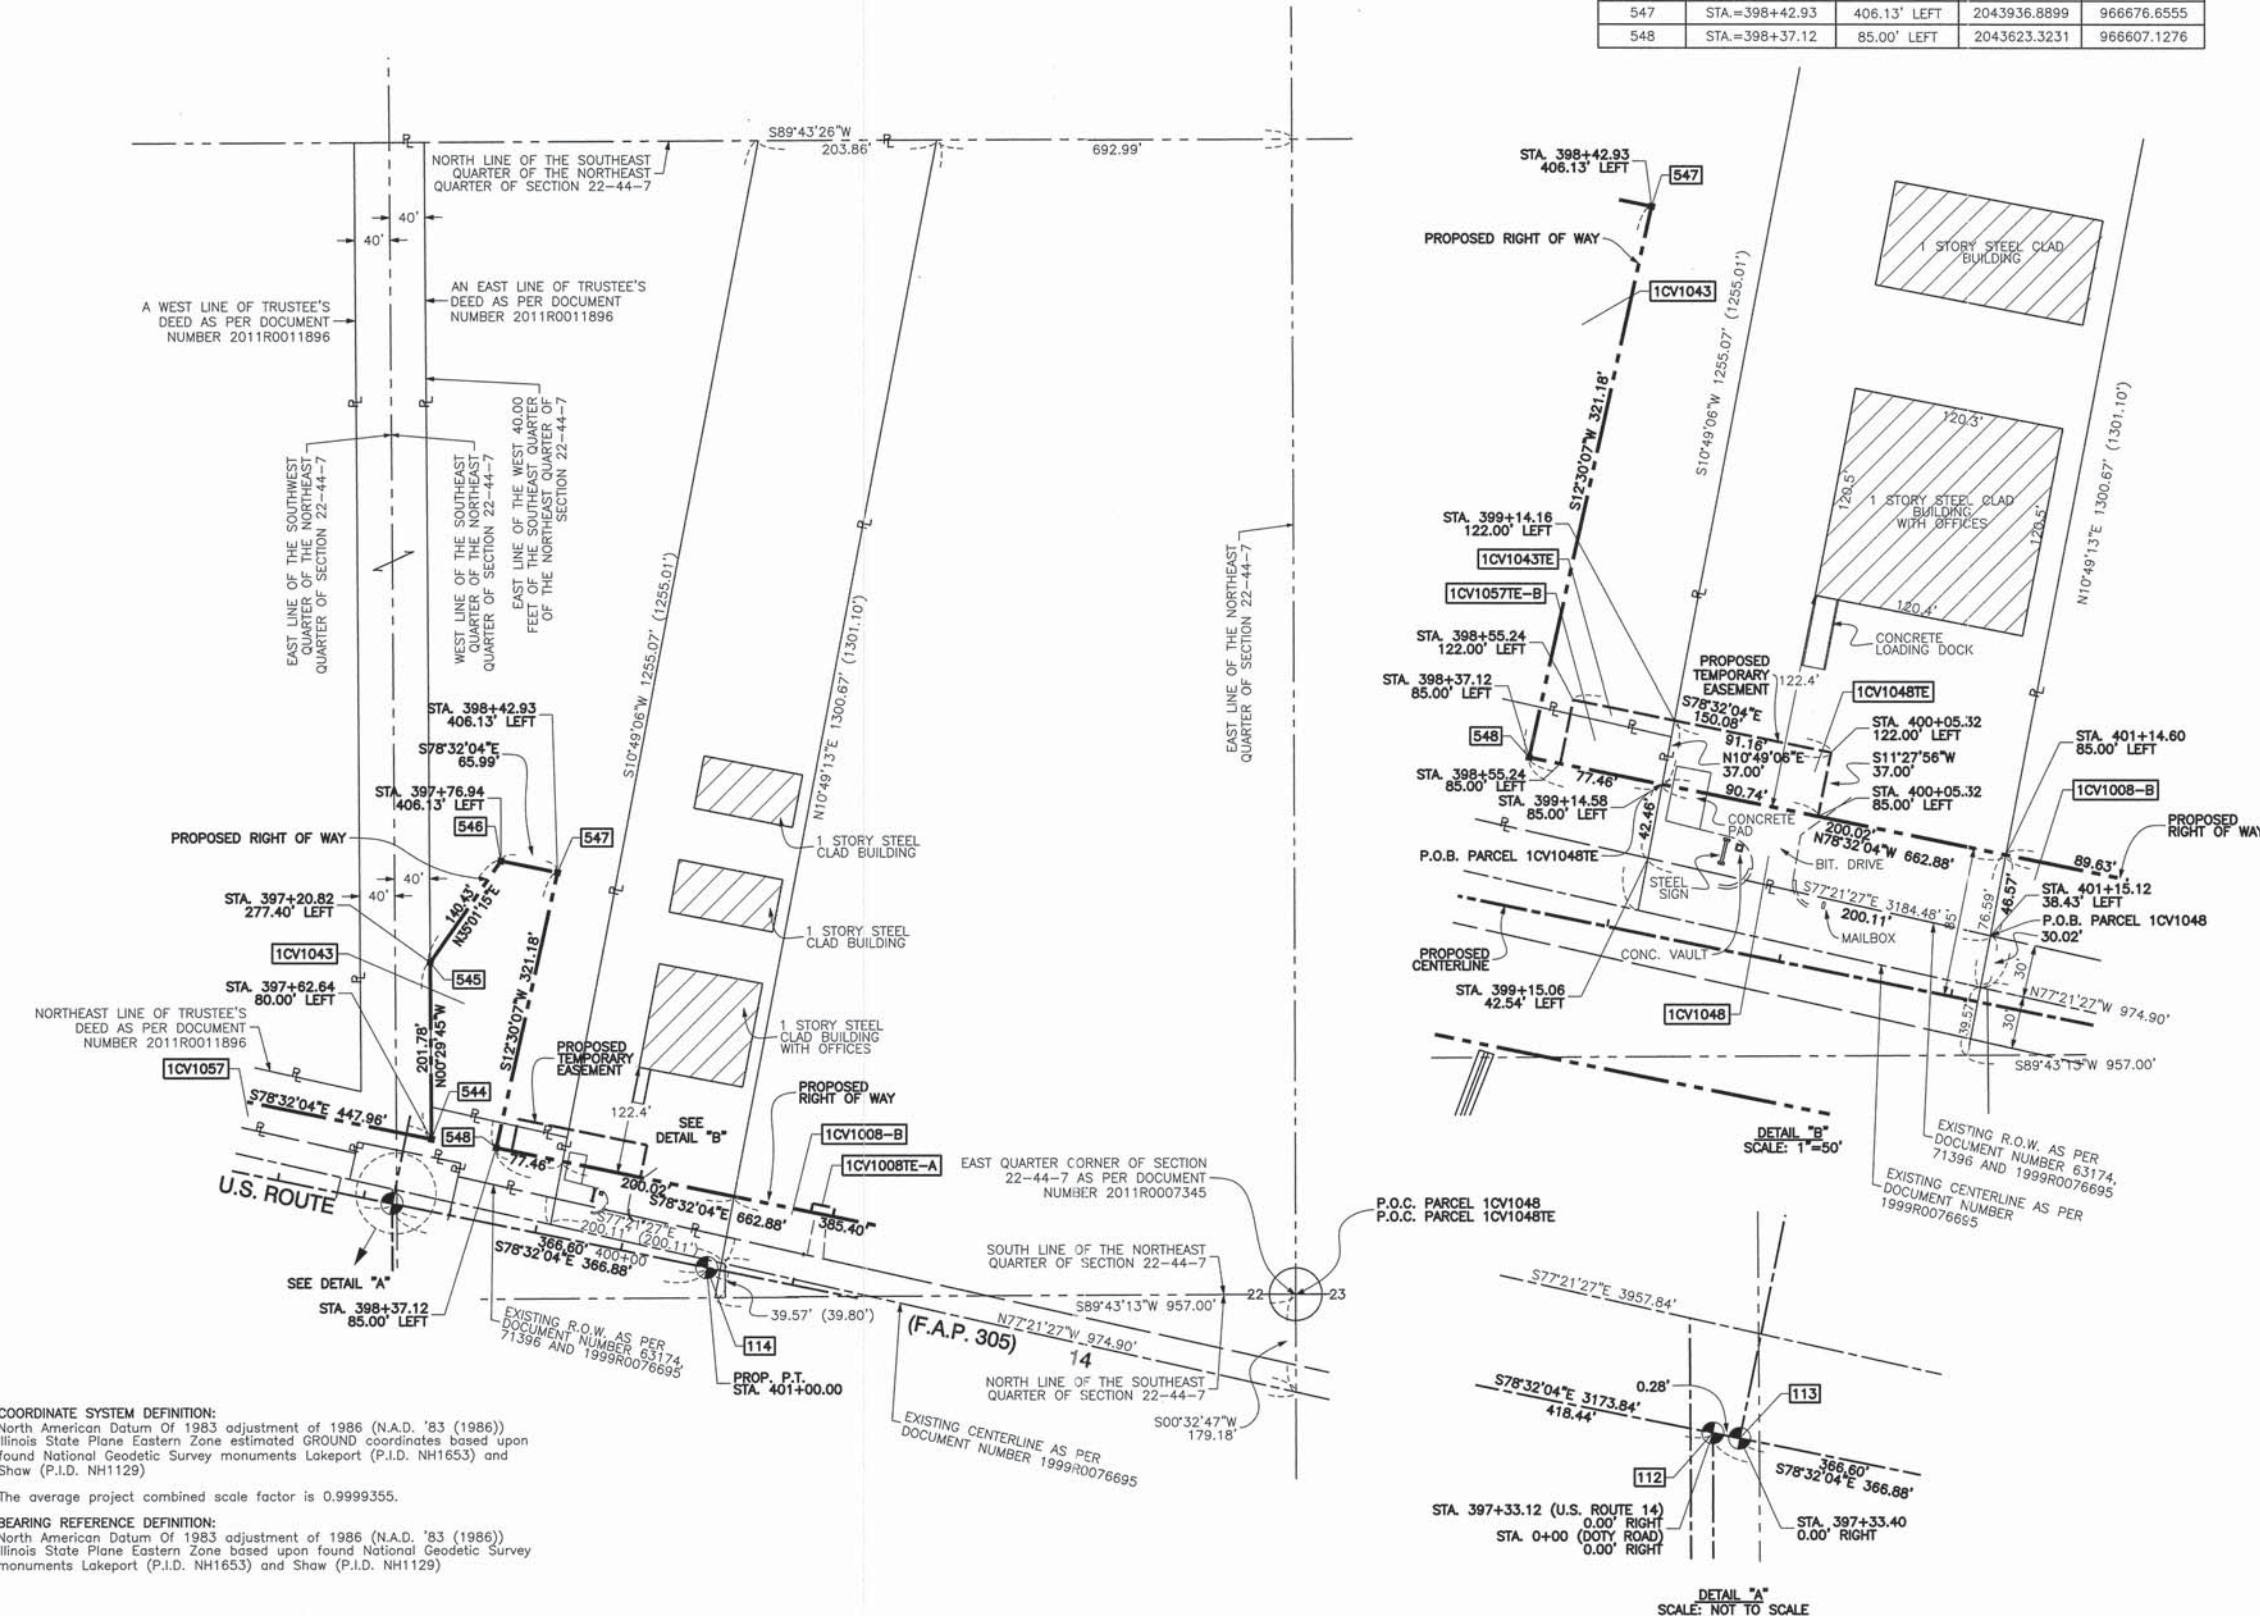 547 STA.=398+42.93 406.13' LEFT 2043936.8899 966676.6555
548 STA.=398+37.12 85.00' LEFT 2043623.3231 966607.1276
S89°43'26"W
203.86'
692.99'
NORTH LINE OF THE SOUTHEAST
QUARTER OF THE NORTHEAST
QUARTER OF SECTION 22-44-7
40'
40'
A WEST LINE OF TRUSTEE'S
DEED AS PER DOCUMENT
NUMBER 2011R0011896
AN EAST LINE OF TRUSTEE'S
DEED AS PER DOCUMENT
NUMBER 2011R0011896
EAST LINE OF THE SOUTHWEST
QUARTER OF THE NORTHEAST
QUARTER OF SECTION 22-44-7
WEST LINE OF THE SOUTHEAST
QUARTER OF THE NORTHEAST
QUARTER OF SECTION 22-44-7
EAST LINE OF THE WEST 40.00
FEET OF THE SOUTHEAST QUARTER
OF THE NORTHEAST QUARTER OF
SECTION 22-44-7
S10°49'06"W 1255.07' (1255.01')
N10°49'13"E 1300.67' (1301.10')
EAST LINE OF THE NORTHEAST
QUARTER OF SECTION 22-44-7
STA. 398+42.93
406.13' LEFT
S78°32'04"E
65.99'
STA. 397+76.94
406.13' LEFT
546
547
PROPOSED RIGHT OF WAY
40'
40'
STA. 397+20.82
277.40' LEFT
140.43'
N35°01'15"E
1CV1043
545
STA. 397+62.64
80.00' LEFT
NORTHEAST LINE OF TRUSTEE'S
DEED AS PER DOCUMENT
NUMBER 2011R0011896
1CV1057
201.78'
N00°29'45"W
S12°30'07"W 321.18'
544
S78°32'04"E 447.96'
548
77.46'
PROPOSED
TEMPORARY
EASEMENT
1 STORY STEEL
CLAD BUILDING
1 STORY STEEL
CLAD BUILDING
1 STORY STEEL
CLAD BUILDING
WITH OFFICES
122.4'
SEE
DETAIL "B"
PROPOSED
RIGHT OF WAY
1CV1008-B
1CV1008TE-A
200.02'
S78°32'04"E 662.88'
385.40'
S77°21'27"E
200.11' (200.11')
366.60'
400+00
S78°32'04"E 366.88'
U.S. ROUTE
SEE DETAIL "A"
STA. 398+37.12
85.00' LEFT
EXISTING R.O.W. AS PER
DOCUMENT NUMBER 63174,
71396 AND 1999R0076695
39.57' (39.80')
114
PROP. P.T.
STA. 401+00.00
(F.A.P. 305)
14
EAST QUARTER CORNER OF SECTION
22-44-7 AS PER DOCUMENT
NUMBER 2011R0007345
P.O.C. PARCEL 1CV1048
P.O.C. PARCEL 1CV1048TE
SOUTH LINE OF THE NORTHEAST
QUARTER OF SECTION 22-44-7
22
23
S89°43'13"W 957.00'
N77°21'27"W 974.90'
NORTH LINE OF THE SOUTHEAST
QUARTER OF SECTION 22-44-7
S00°32'47"W
179.18'
EXISTING CENTERLINE AS PER
DOCUMENT NUMBER 1999R0076695
COORDINATE SYSTEM DEFINITION:
North American Datum Of 1983 adjustment of 1986 (N.A.D. '83 (1986))
Illinois State Plane Eastern Zone estimated GROUND coordinates based upon
found National Geodetic Survey monuments Lakeport (P.I.D. NH1653) and
Shaw (P.I.D. NH1129)
The average project combined scale factor is 0.9999355.
BEARING REFERENCE DEFINITION:
North American Datum Of 1983 adjustment of 1986 (N.A.D. '83 (1986))
Illinois State Plane Eastern Zone based upon found National Geodetic Survey
monuments Lakeport (P.I.D. NH1653) and Shaw (P.I.D. NH1129)
STA. 398+42.93
406.13' LEFT
547
PROPOSED RIGHT OF WAY
1CV1043
S12°30'07"W 321.18'
S10°49'06"W 1255.07' (1255.01')
1 STORY STEEL CLAD
BUILDING
120.3'
120.5'
1 STORY STEEL CLAD
BUILDING
WITH OFFICES
120.5'
120.4'
N10°49'13"E 1300.67' (1301.10')
STA. 399+14.16
122.00' LEFT
1CV1043TE
1CV1057TE-B
STA. 398+55.24
122.00' LEFT
STA. 398+37.12
85.00' LEFT
548
STA. 398+55.24
85.00' LEFT
STA. 399+14.58
85.00' LEFT
PROPOSED
TEMPORARY
EASEMENT
122.4'
CONCRETE
LOADING DOCK
1CV1048TE
S78°32'04"E
150.08'
91.16'
N10°49'06"E
37.00'
STA. 400+05.32
122.00' LEFT
S11°27'56"W
37.00'
STA. 400+05.32
85.00' LEFT
STA. 401+14.60
85.00' LEFT
1CV1008-B
PROPOSED
RIGHT OF WAY
77.46'
90.74'
42.46'
CONCRETE
PAD
200.02'
N78°32'04"W 662.88'
89.63'
P.O.B. PARCEL 1CV1048TE
BIT. DRIVE
STEEL
SIGN
S77°21'27"E 3184.48'
200.11'
MAILBOX
85'
76.59'
46.57'
STA. 401+15.12
38.43' LEFT
P.O.B. PARCEL 1CV1048
30.02'
PROPOSED
CENTERLINE
CONC. VAULT
STA. 399+15.06
42.54' LEFT
1CV1048
39.57'
30'
30'
N77°21'27"W 974.90'
S89°43'13"W 957.00'
DETAIL "B"
SCALE: 1"=50'
EXISTING R.O.W. AS PER
DOCUMENT NUMBER 63174,
71396 AND 1999R0076695
EXISTING CENTERLINE AS PER
DOCUMENT NUMBER
1999R0076695
S77°21'27"E 3957.84'
S78°32'04"E 3173.84'
418.44'
0.28'
113
112
366.60'
S78°32'04"E 366.88'
STA. 397+33.12 (U.S. ROUTE 14)
0.00' RIGHT
STA. 0+00 (DOTY ROAD)
0.00' RIGHT
STA. 397+33.40
0.00' RIGHT
DETAIL "A"
SCALE: NOT TO SCALE